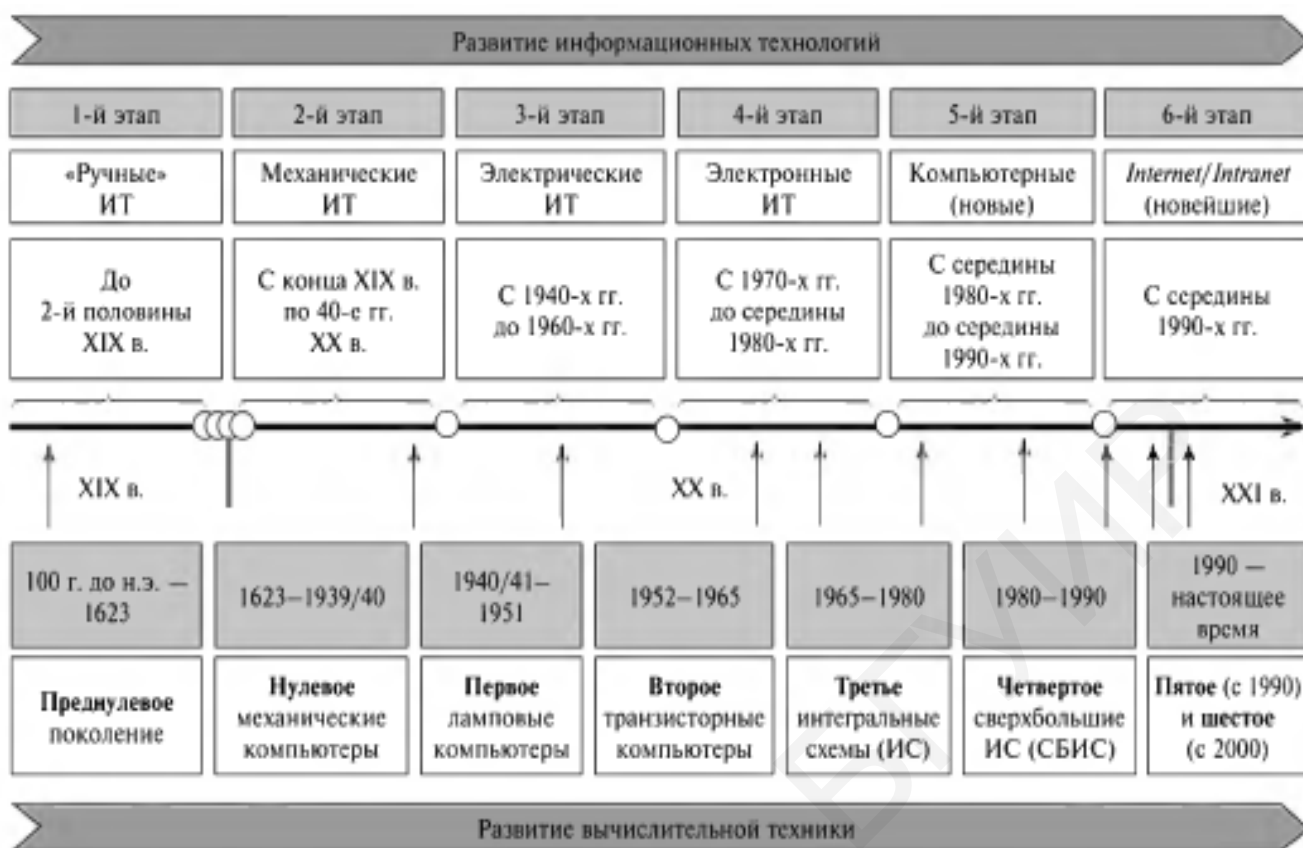 Развитие информационных технологий
1-й этап
2-й этап
3-й этап
4-й этап
5-й этап
6-й этап
«Ручные»
ИТ
Механические
ИТ
Электрические
ИТ
Электронные
ИТ
Компьютерные
(новые)
Internet/Intranet
(новейшие)
До
2-й половины
XIX в.
С конца XIX в.
по 40-е гг.
XX в.
С 1940-х гг.
до 1960-х гг.
С 1970-х гг.
до середины
1980-х гг.
С середины
1980-х гг.
до середины
1990-х гг.
С середины
1990-х гг.
XIX в.
XX в.
XXI в.
100 г. до н.э. —
1623
1623—1939/40
1940/41—
1951
1952—1965
1965—1980
1980—1990
1990 —
настоящее
время
Преднулевое
поколение
Нулевое
механические
компьютеры
Первое
ламповые
компьютеры
Второе
транзисторные
компьютеры
Третье
интегральные
схемы (ИС)
Четвертое
сверхбольшие
ИС (СБИС)
Пятое (с 1990)
и шестое
(с 2000)
Развитие вычислительной техники
БГУИР